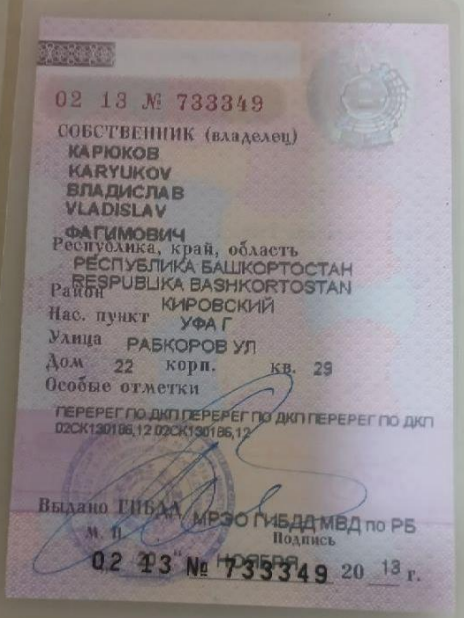 02 13 № 733349
СОБСТВЕННИК (владелец)
КАРЮКОВ
KARYUKOV
ВЛАДИСЛАВ
VLADISLAV
ФАГИМОВИЧ
Республика, край, область
РЕСПУБЛИКА БАШКОРТОСТАН
RESPUBLIKA BASHKORTOSTAN
Район КИРОВСКИЙ
Нас. пункт УФА Г
Улица РАБКОРОВ УЛ
Дом 22 корп. кв. 29
Особые отметки
ПЕРЕРЕГ ПО ДКП ПЕРЕРЕГ ПО ДКП ПЕРЕРЕГ ПО ДКП
02СК130186,12 02СК130186,12
Выдано ГИБДД МРЭО ГИБДД МВД по РБ
М. П. Подпись
НОЯБРЯ 20 13 г.
02 13 № 733349